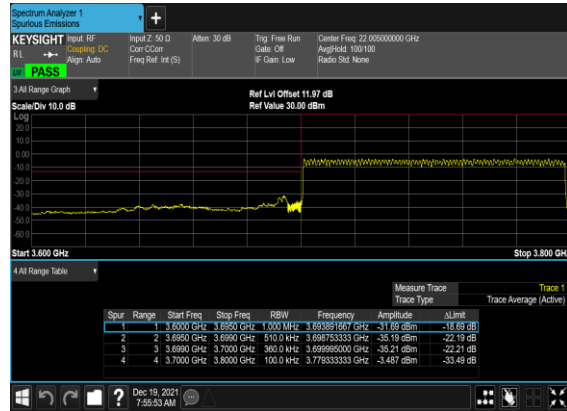 Spectrum Analyzer 1
Spurious Emissions
+
KEYSIGHT Input: RF Input Z: 50 Ω Atten: 30 dB Trig: Free Run Center Freq: 22.005000000 GHz
RL Coupling: DC Corr CCorr Gate: Off Avg|Hold: 100/100
Align: Auto Freq Ref: Int (S) IF Gain: Low Radio Std: None
PASS
3 All Range Graph
Ref Lvl Offset 11.97 dB
Scale/Div 10.0 dB Ref Value 30.00 dBm
Log
20.0
10.0
0.00
-10.0
-20.0
-30.0
-40.0
-50.0
-60.0
Start 3.600 GHz Stop 3.800 GH
4 All Range Table
Measure Trace Trace 1
Trace Type Trace Average (Active)
Spur Range Start Freq Stop Freq RBW Frequency Amplitude ΔLimit
1 1 3.6000 GHz 3.6950 GHz 1.000 MHz 3.693891667 GHz -31.69 dBm -18.69 dB
2 2 3.6950 GHz 3.6990 GHz 510.0 kHz 3.698753333 GHz -35.19 dBm -22.19 dB
3 3 3.6990 GHz 3.7000 GHz 360.0 kHz 3.699995000 GHz -35.21 dBm -22.21 dB
4 4 3.7000 GHz 3.8000 GHz 100.0 kHz 3.779333333 GHz -3.487 dBm -33.49 dB
? Dec 19, 2021
7:55:53 AM